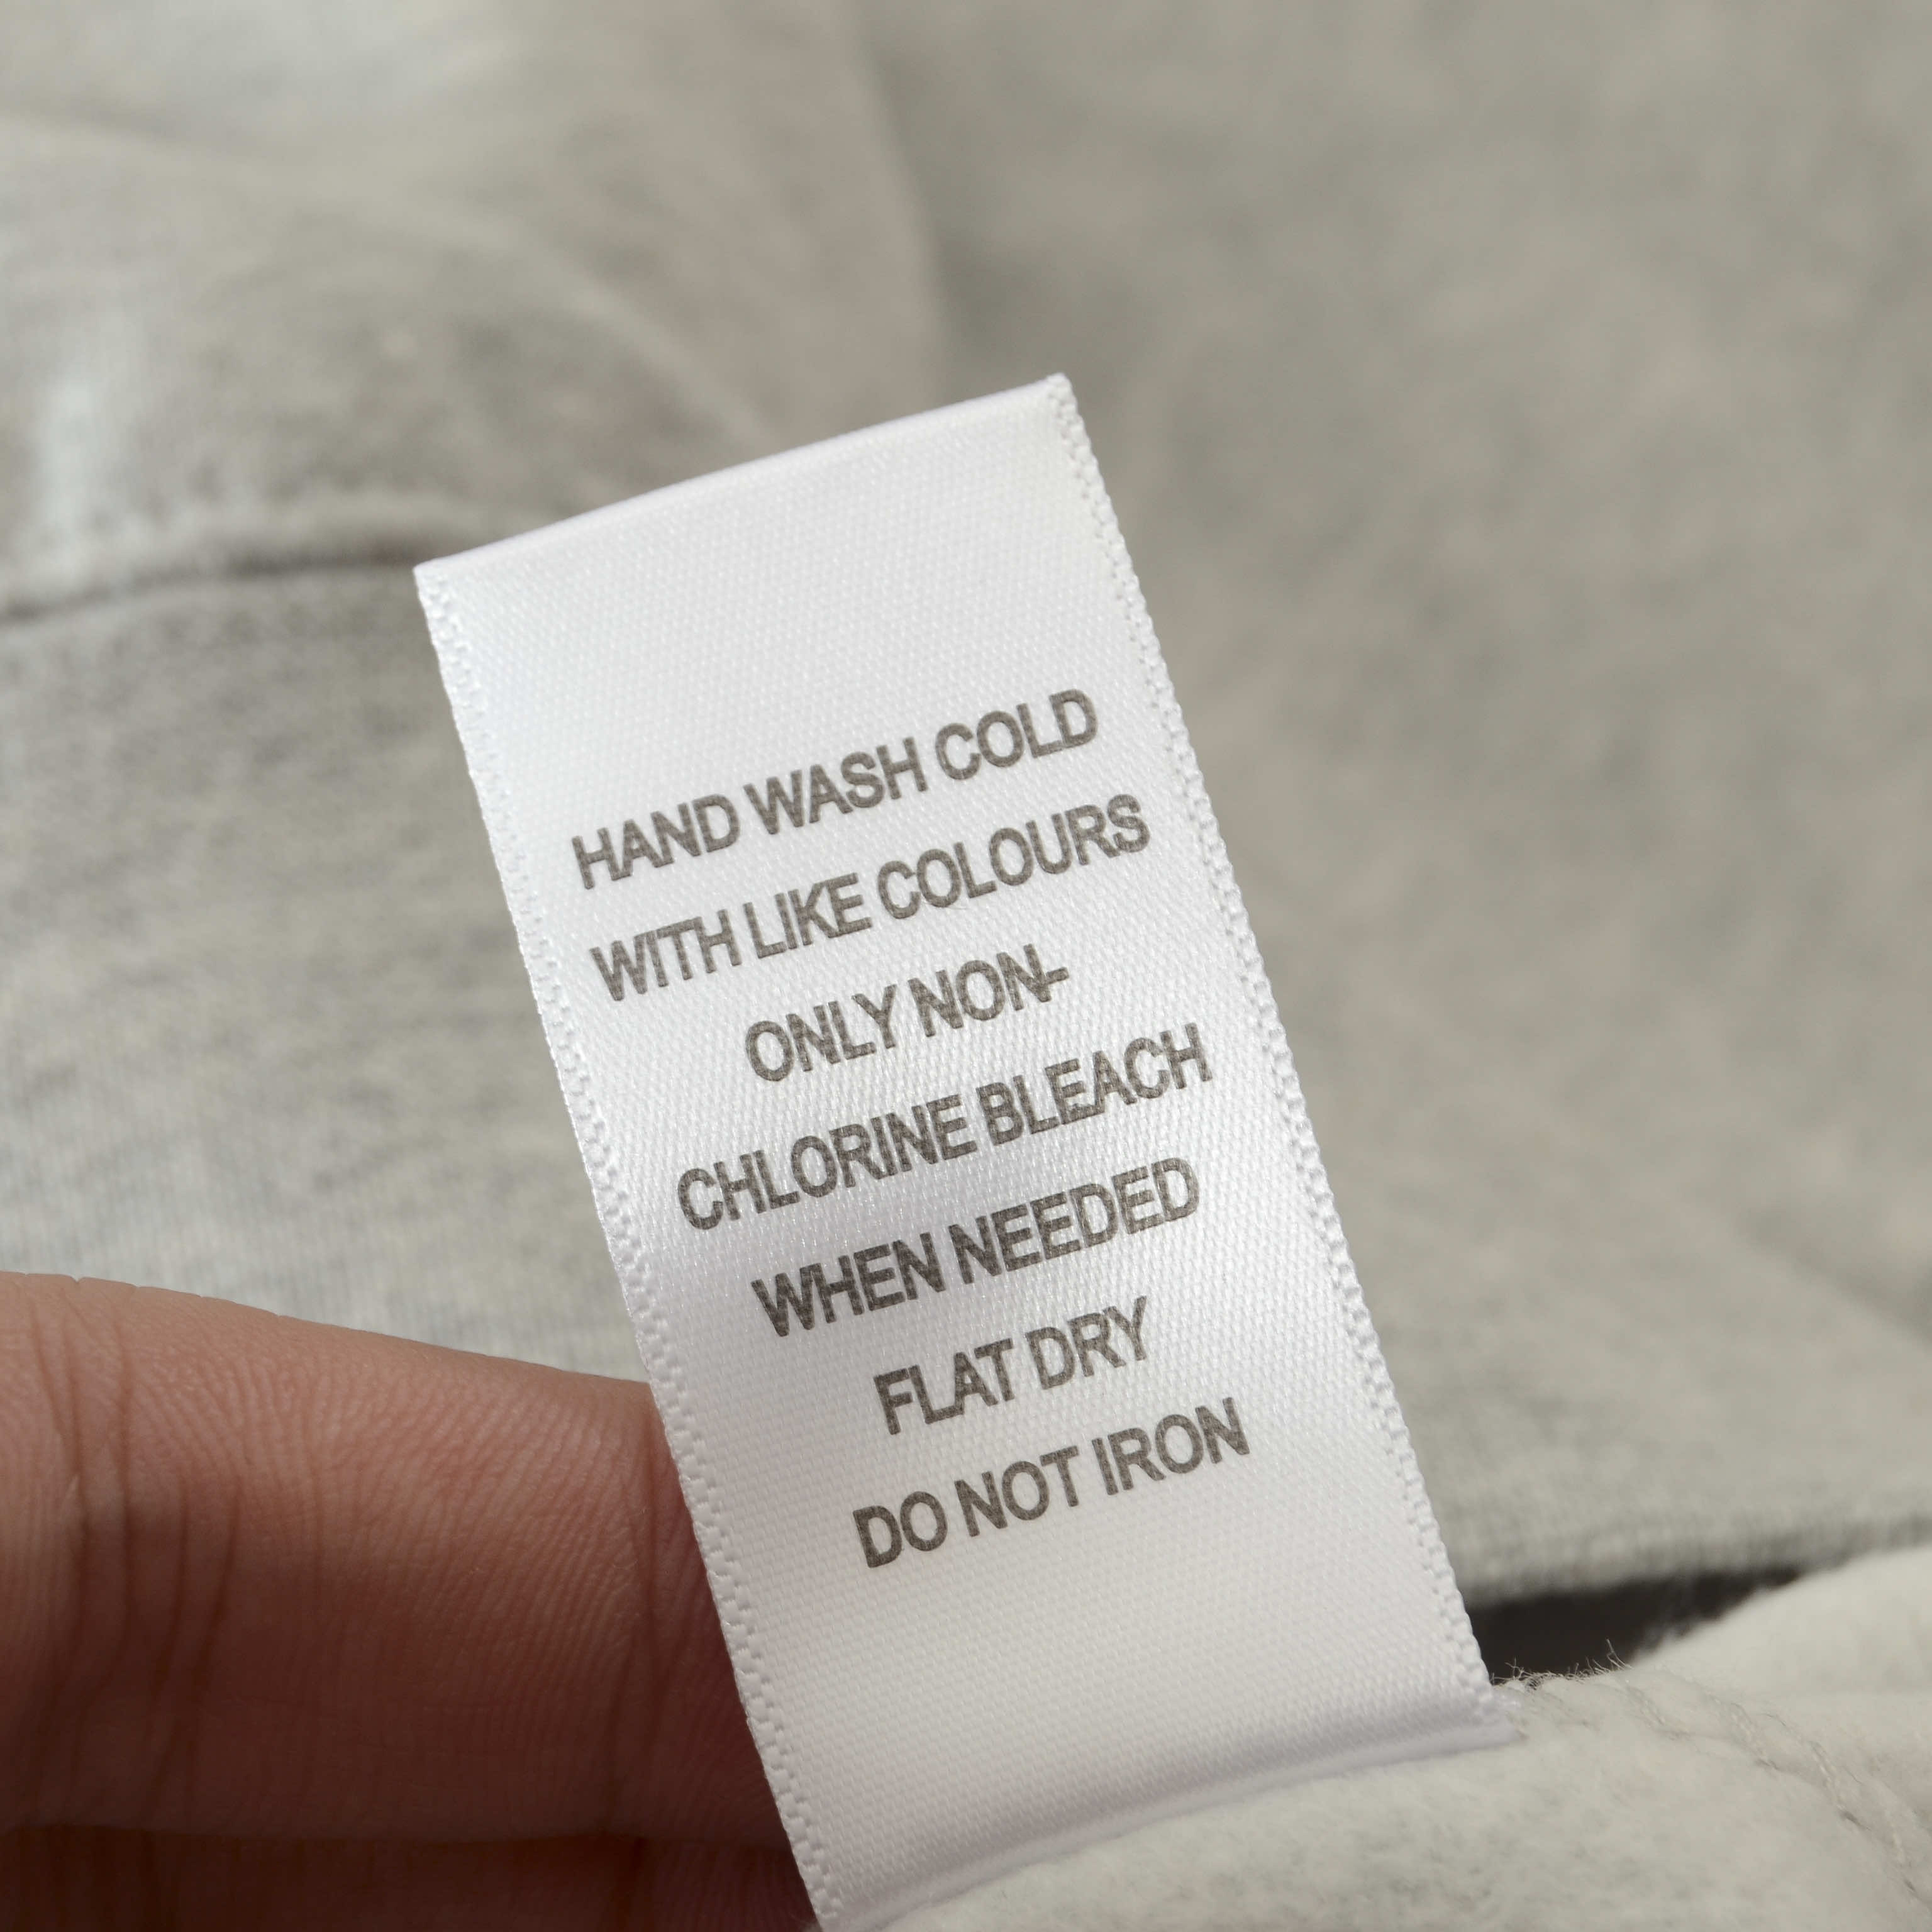 HAND WASH COLD
WITH LIKE COLOURS
ONLY NON-
CHLORINE BLEACH
WHEN NEEDED
FLAT DRY
DO NOT IRON